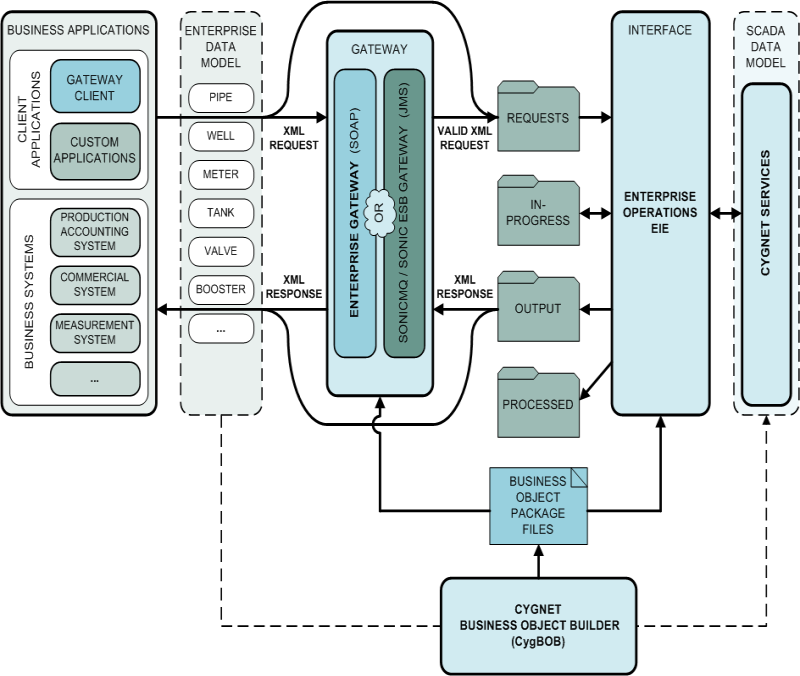 BUSINESS APPLICATIONS
CLIENT
APPLICATIONS
GATEWAY
CLIENT
CUSTOM
APPLICATIONS
BUSINESS SYSTEMS
PRODUCTION
ACCOUNTING
SYSTEM
COMMERCIAL
SYSTEM
MEASUREMENT
SYSTEM
...
ENTERPRISE
DATA
MODEL
PIPE
WELL
METER
TANK
VALVE
BOOSTER
...
XML
REQUEST
XML
RESPONSE
GATEWAY
ENTERPRISE GATEWAY (SOAP)
OR
SONICMQ / SONIC ESB GATEWAY (JMS)
VALID XML
REQUEST
XML
RESPONSE
REQUESTS
IN-
PROGRESS
OUTPUT
PROCESSED
INTERFACE
ENTERPRISE
OPERATIONS
EIE
SCADA
DATA
MODEL
CYGNET SERVICES
BUSINESS
OBJECT
PACKAGE
FILES
CYGNET
BUSINESS OBJECT BUILDER
(CygBOB)